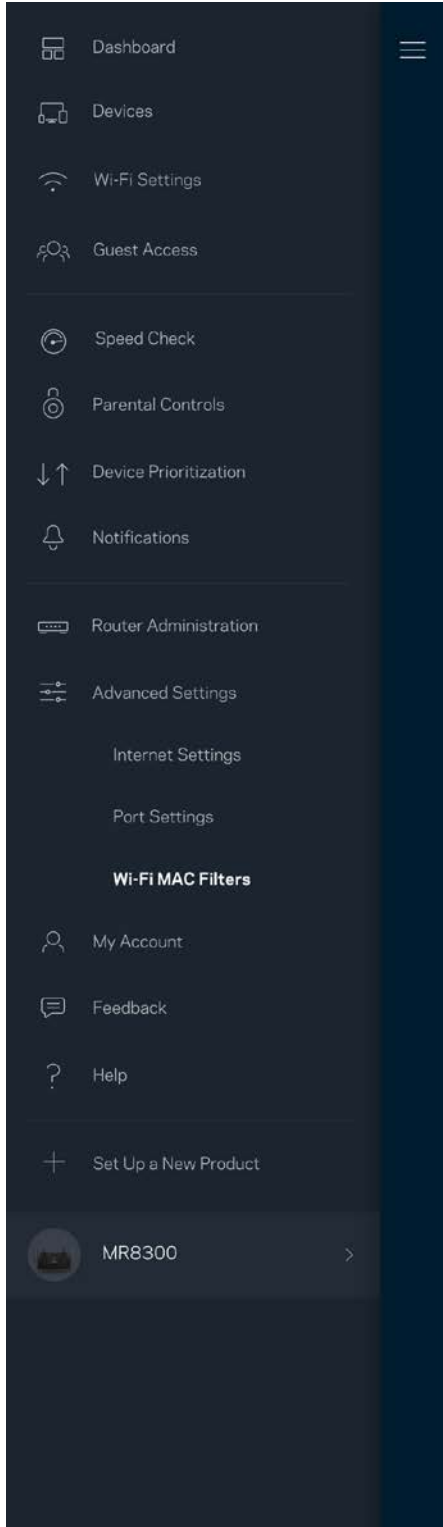 Dashboard
Devices
Wi-Fi Settings
Guest Access
Speed Check
Parental Controls
Device Prioritization
Notifications
Router Administration
Advanced Settings
Internet Settings
Port Settings
Wi-Fi MAC Filters
My Account
Feedback
Help
Set Up a New Product
MR8300